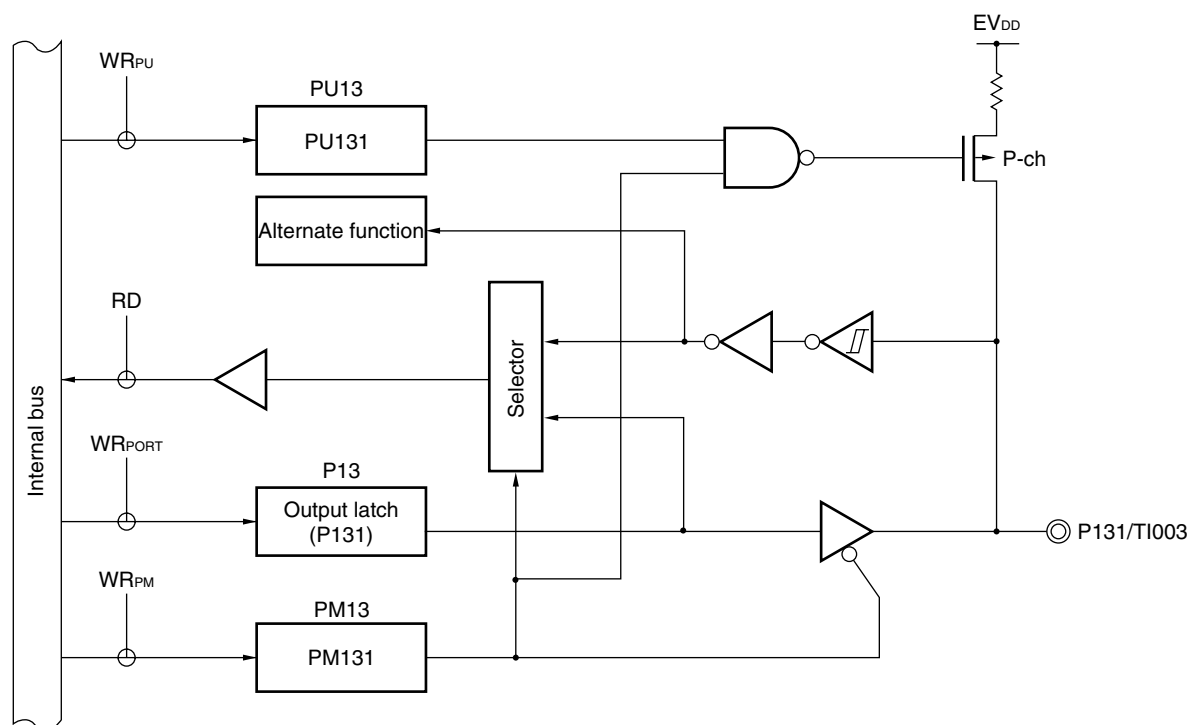 EVDD
WRPU
PU13
PU131
P-ch
Alternate function
RD
Selector
Internal bus
WRPORT
P13
Output latch
(P131)
P131/TI003
WRPM
PM13
PM131